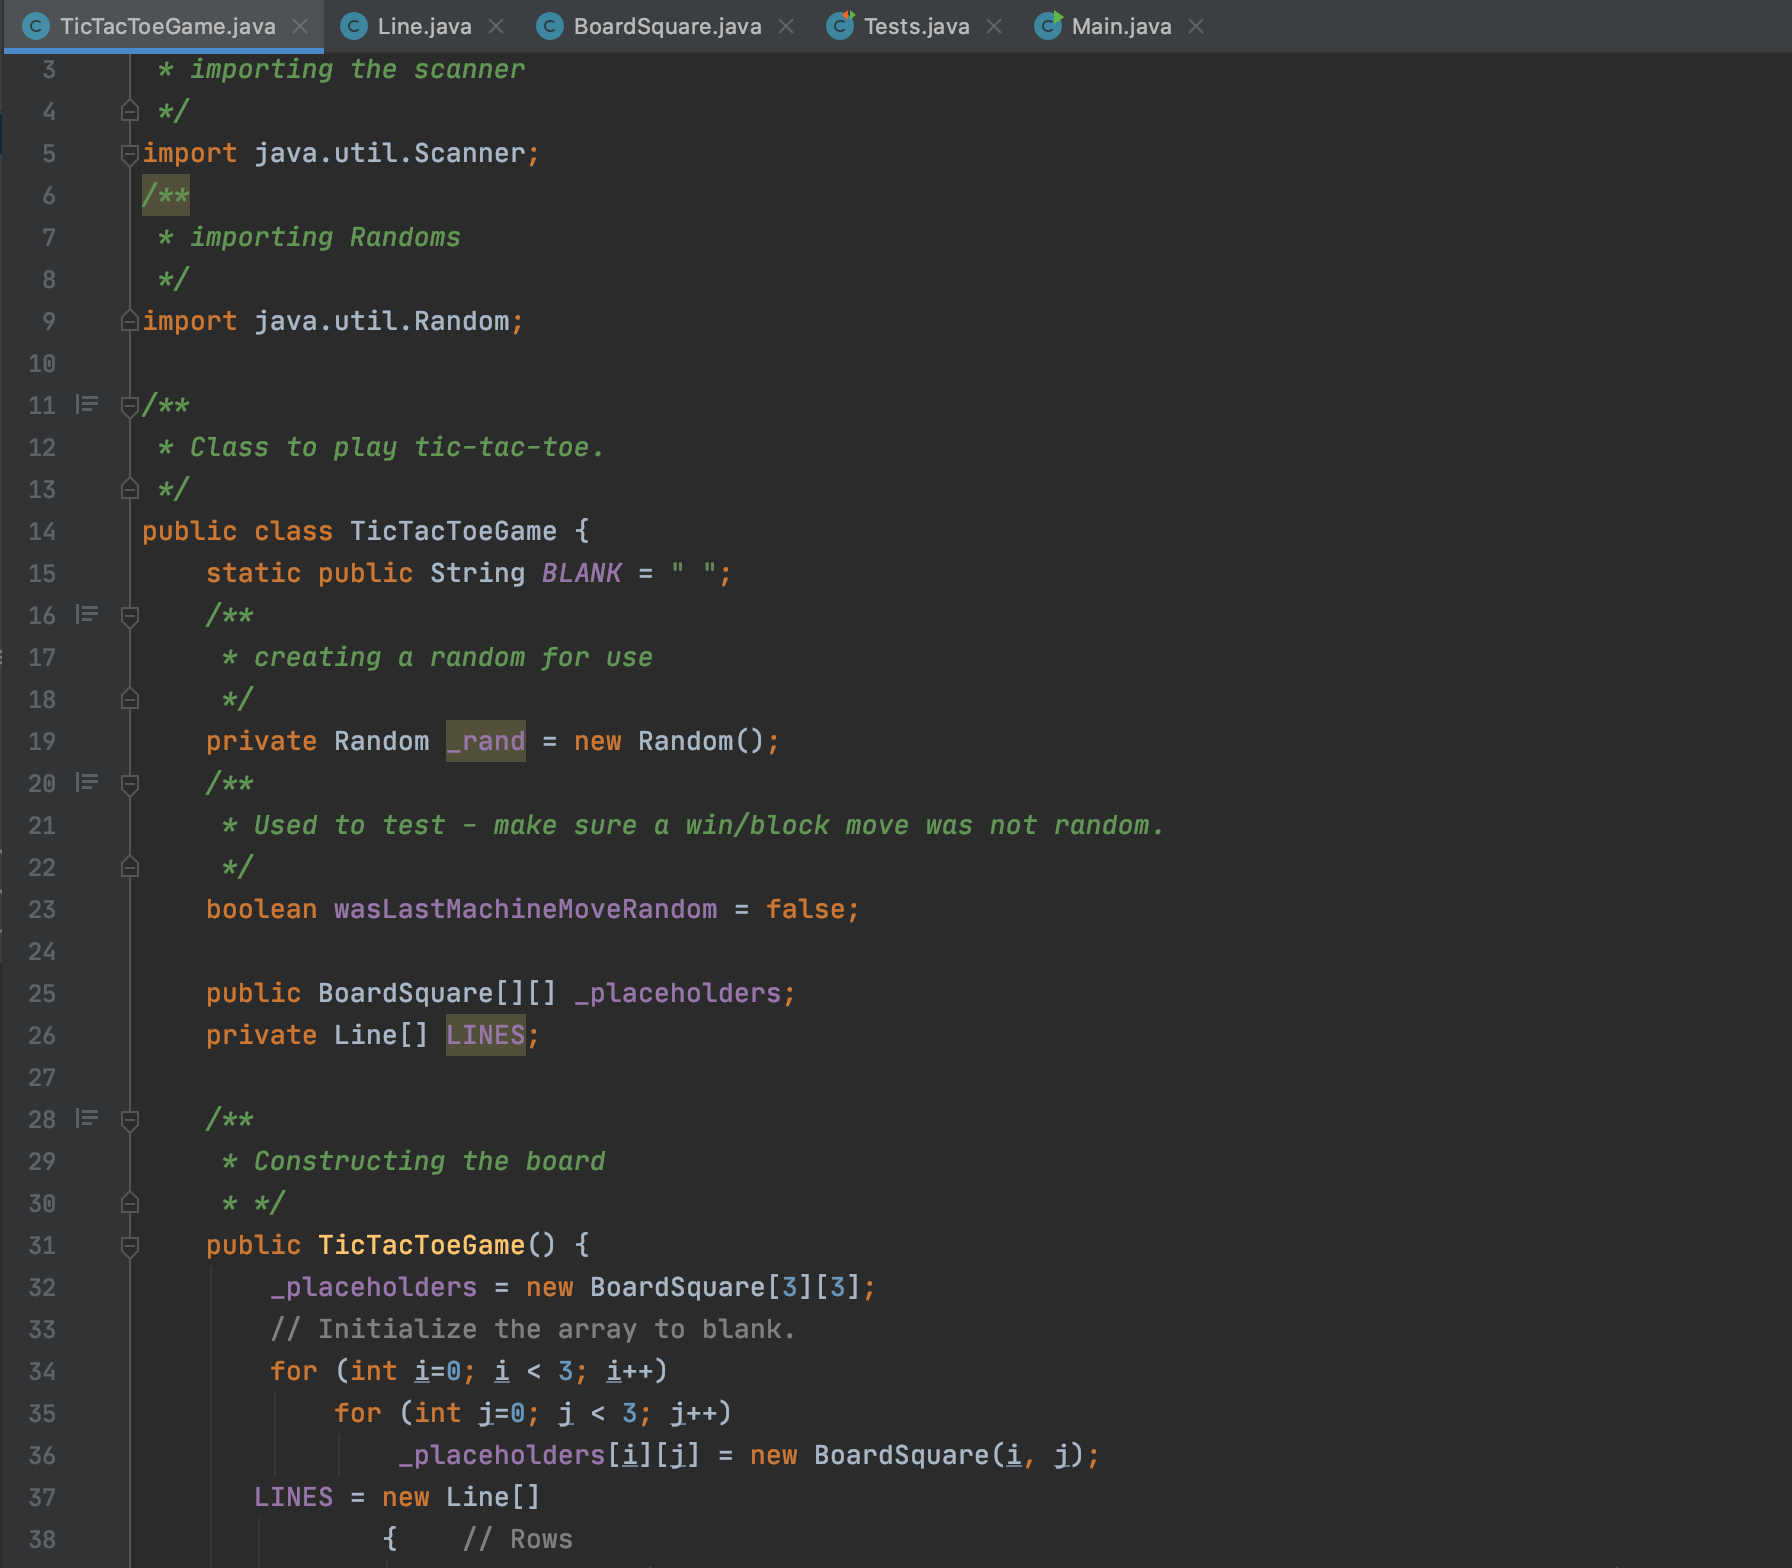 TicTacToeGame.java Line.java BoardSquare.java Tests.java Main.java
3 * importing the scanner
4 */
5 import java.util.Scanner;
6 /**
7 * importing Randoms
8 */
9 import java.util.Random;
10
11 /**
12 * Class to play tic-tac-toe.
13 */
14 public class TicTacToeGame {
15 static public String BLANK = " ";
16 /**
17 * creating a random for use
18 */
19 private Random _rand = new Random();
20 /**
21 * Used to test - make sure a win/block move was not random.
22 */
23 boolean wasLastMachineMoveRandom = false;
24
25 public BoardSquare[][] _placeholders;
26 private Line[] LINES;
27
28 /**
29 * Constructing the board
30 * */
31 public TicTacToeGame() {
32 _placeholders = new BoardSquare[3][3];
33 // Initialize the array to blank.
34 for (int i=0; i < 3; i++)
35 for (int j=0; j < 3; j++)
36 _placeholders[i][j] = new BoardSquare(i, j);
37 LINES = new Line[]
38 { // Rows